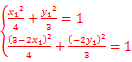 x₁²/4 + y₁²/3 = 1
(3−2x₁)²/4 + (−2y₁)²/3 = 1